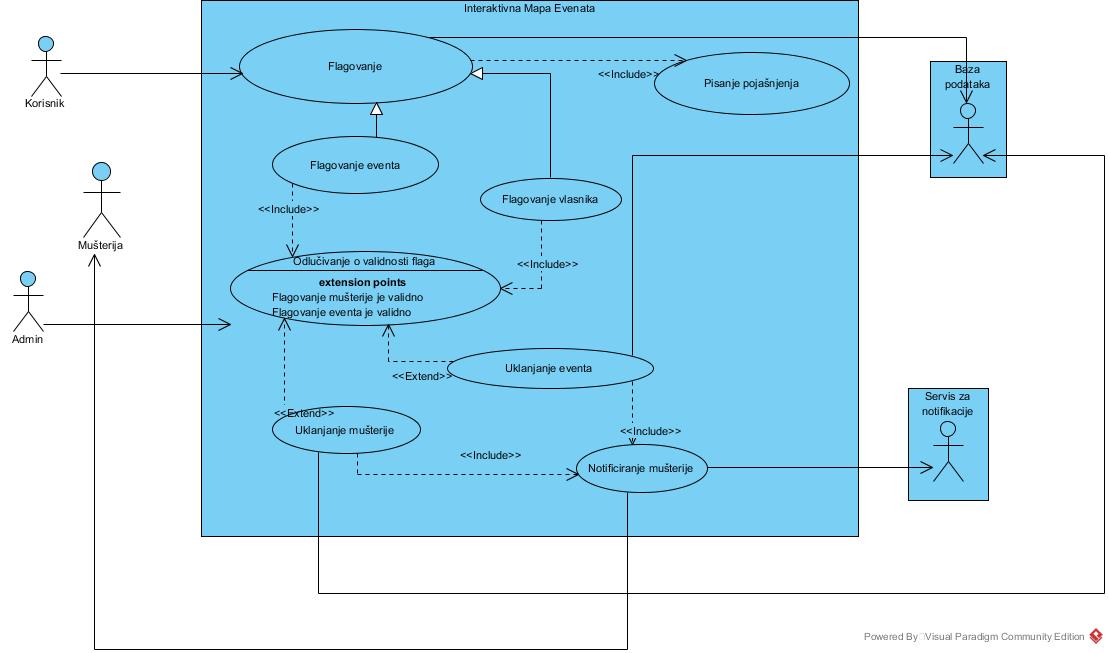 Interaktivna Mapa Evenata
Flagovanje
<<Include>>
Pisanje pojašnjenja
Baza
podataka
Korisnik
Flagovanje eventa
Flagovanje vlasnika
<<Include>>
Mušterija
<<Include>>
Odlučivanje o validnosti flaga
extension points
Flagovanje mušterije je validno
Flagovanje eventa je validno
Admin
Uklanjanje eventa
<<Extend>>
<<Extend>>
Uklanjanje mušterije
<<Include>>
<<Include>>
Notificiranje mušterije
Servis za
notifikacije
Powered By Visual Paradigm Community Edition